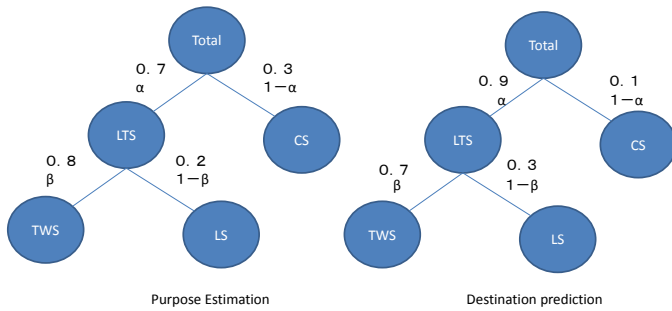 Total
０．７
α
０．３
１－α
LTS
CS
０．８
β
０．２
１－β
TWS
LS
Purpose Estimation
Total
０．９
α
０．１
１－α
LTS
CS
０．７
β
０．３
１－β
TWS
LS
Destination prediction